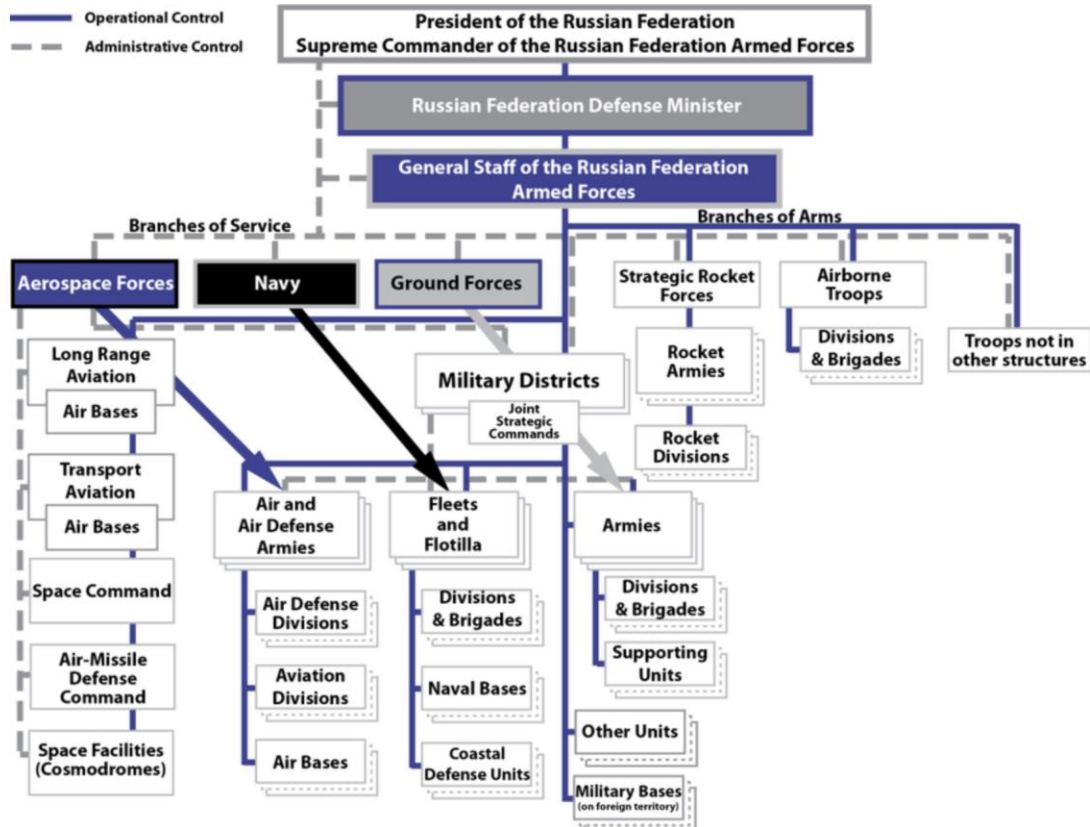 Operational Control
Administrative Control
President of the Russian Federation
Supreme Commander of the Russian Federation Armed Forces
Russian Federation Defense Minister
General Staff of the Russian Federation
Armed Forces
Branches of Service
Branches of Arms
Aerospace Forces
Navy
Ground Forces
Strategic Rocket
Forces
Airborne
Troops
Troops not in
other structures
Long Range
Aviation
Air Bases
Transport
Aviation
Air Bases
Space Command
Air-Missile
Defense
Command
Space Facilities
(Cosmodromes)
Military Districts
Joint
Strategic
Commands
Rocket
Armies
Rocket
Divisions
Divisions
& Brigades
Air and
Air Defense
Armies
Air Defense
Divisions
Aviation
Divisions
Air Bases
Fleets
and
Flotilla
Divisions
& Brigades
Naval Bases
Coastal
Defense Units
Armies
Divisions
& Brigades
Supporting
Units
Other Units
Military Bases
(on foreign territory)